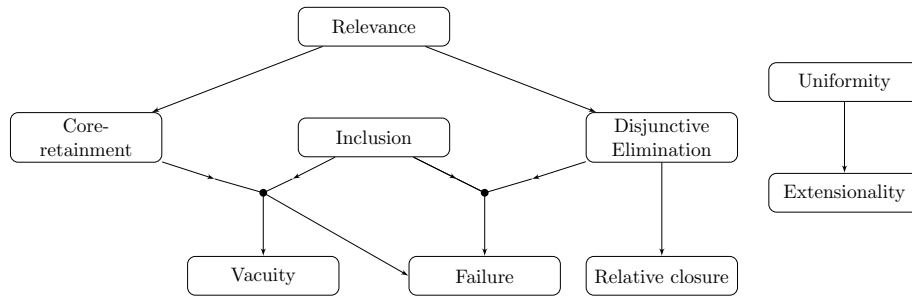 Relevance
Uniformity
Core-
retainment
Inclusion
Disjunctive
Elimination
Extensionality
Vacuity
Failure
Relative closure